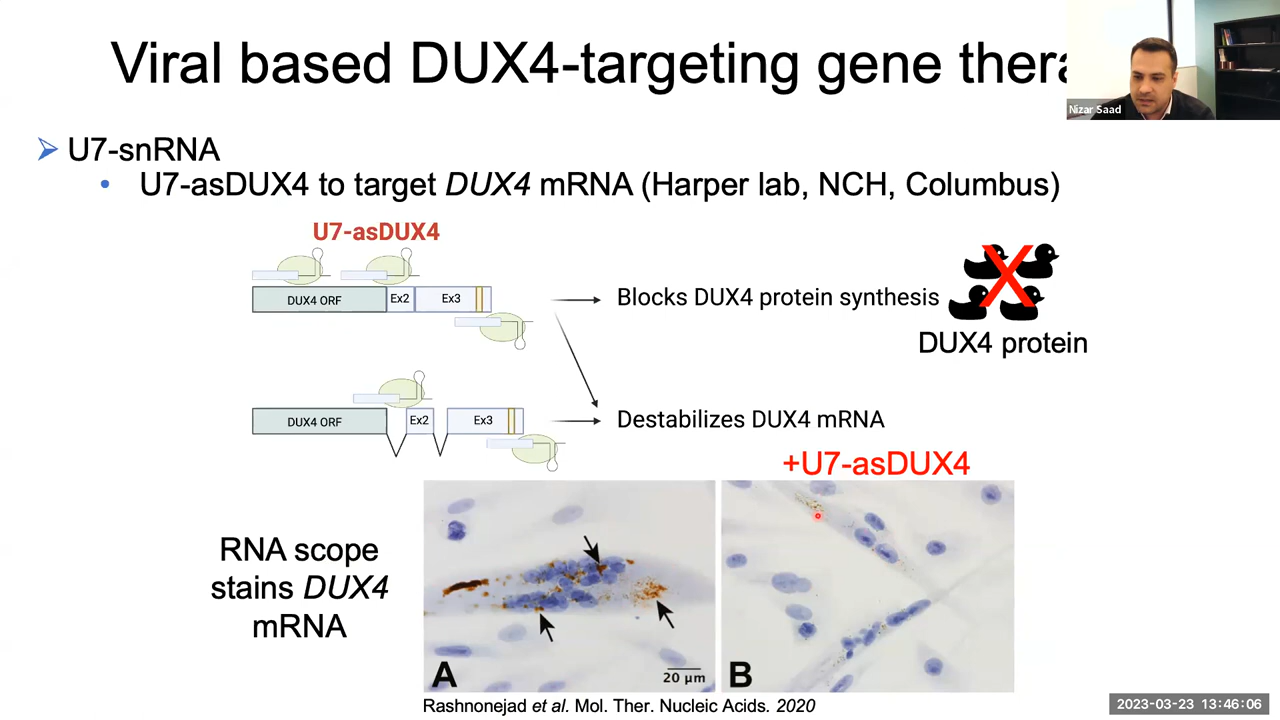 Viral based DUX4-targeting gene thera
Nizar Saad
U7-snRNA
U7-asDUX4 to target DUX4 mRNA (Harper lab, NCH, Columbus)
U7-asDUX4
DUX4 ORF Ex2 Ex3
Blocks DUX4 protein synthesis
X
DUX4 protein
DUX4 ORF Ex2 Ex3
Destabilizes DUX4 mRNA
+U7-asDUX4
RNA scope
stains DUX4
mRNA
A
20 µm
B
Rashnonejad et al. Mol. Ther. Nucleic Acids. 2020
2023-03-23 13:46:06